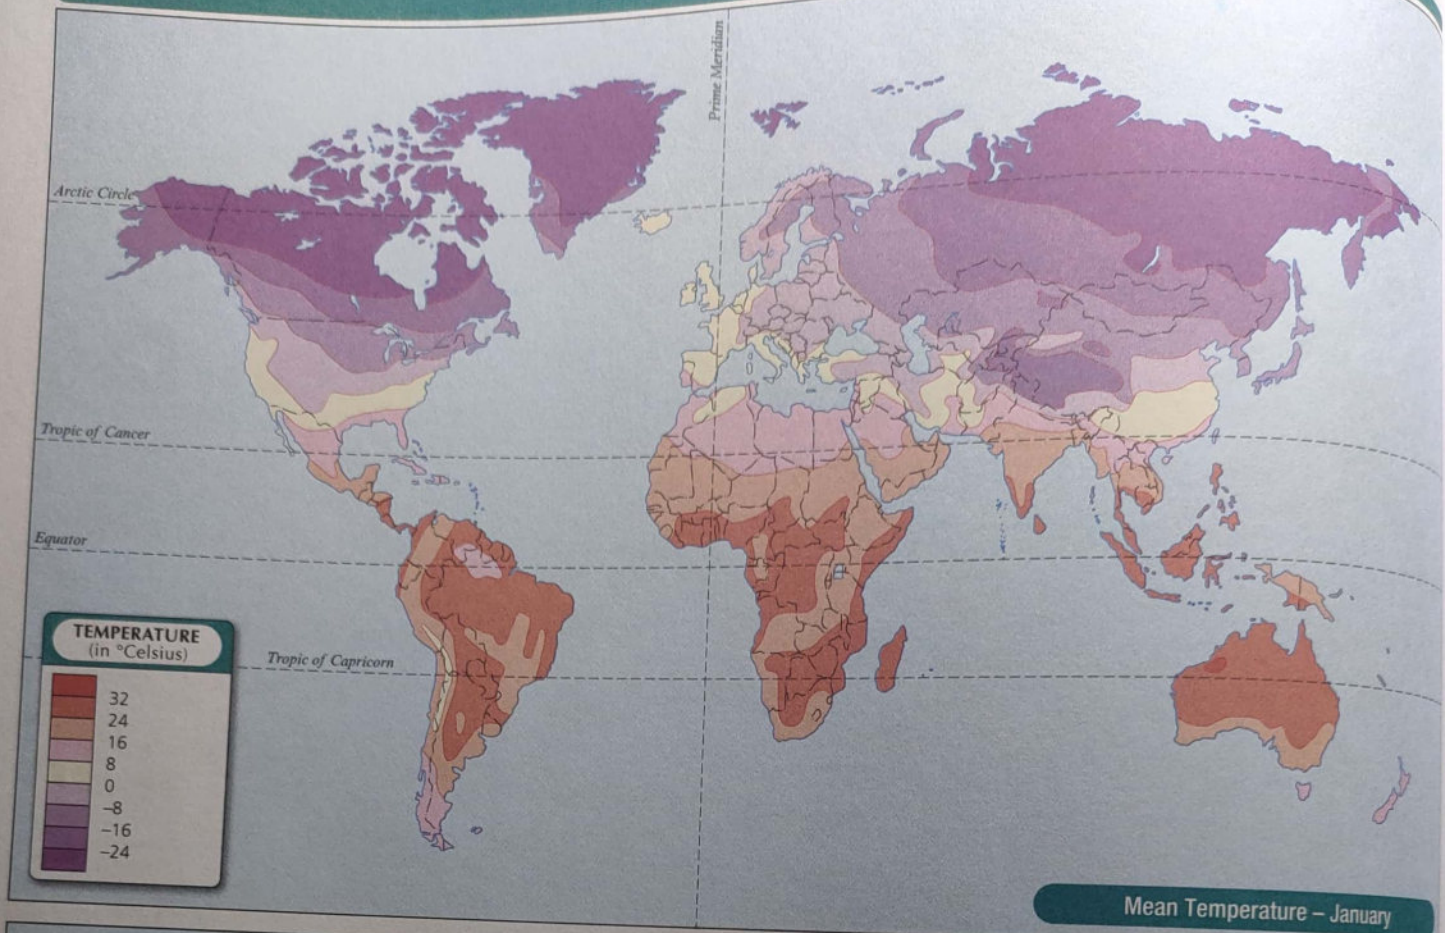 Prime Meridian
Arctic Circle
Tropic of Cancer
Equator
Tropic of Capricorn
TEMPERATURE
(in °Celsius)
32
24
16
8
0
−8
−16
−24
Mean Temperature – January